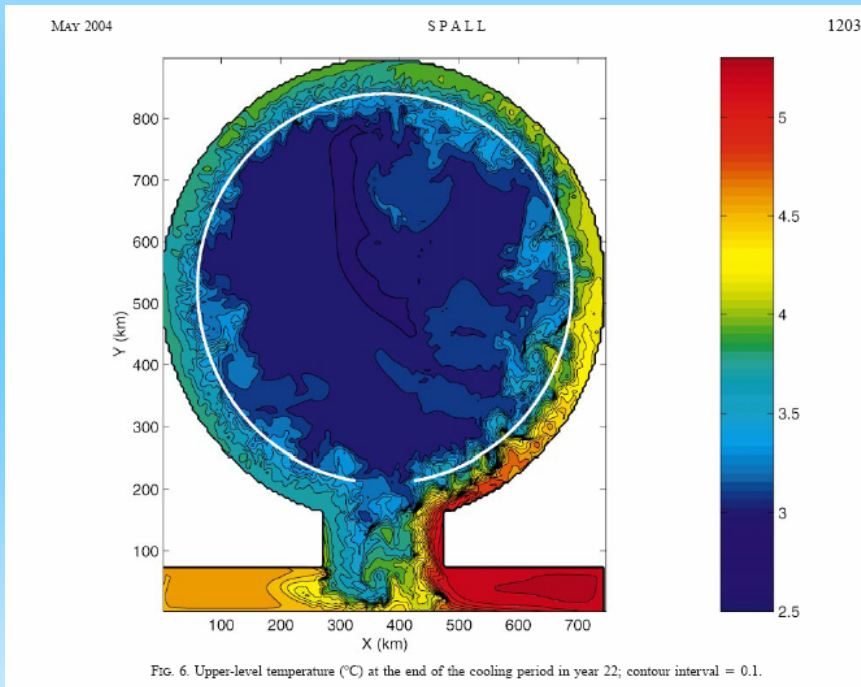 MAY 2004 SPALL 1203
800
700
600
500
400
300
200
100
Y (km)
100 200 300 400 500 600 700
X (km)
5
4.5
4
3.5
3
2.5
FIG. 6. Upper-level temperature (°C) at the end of the cooling period in year 22; contour interval = 0.1.